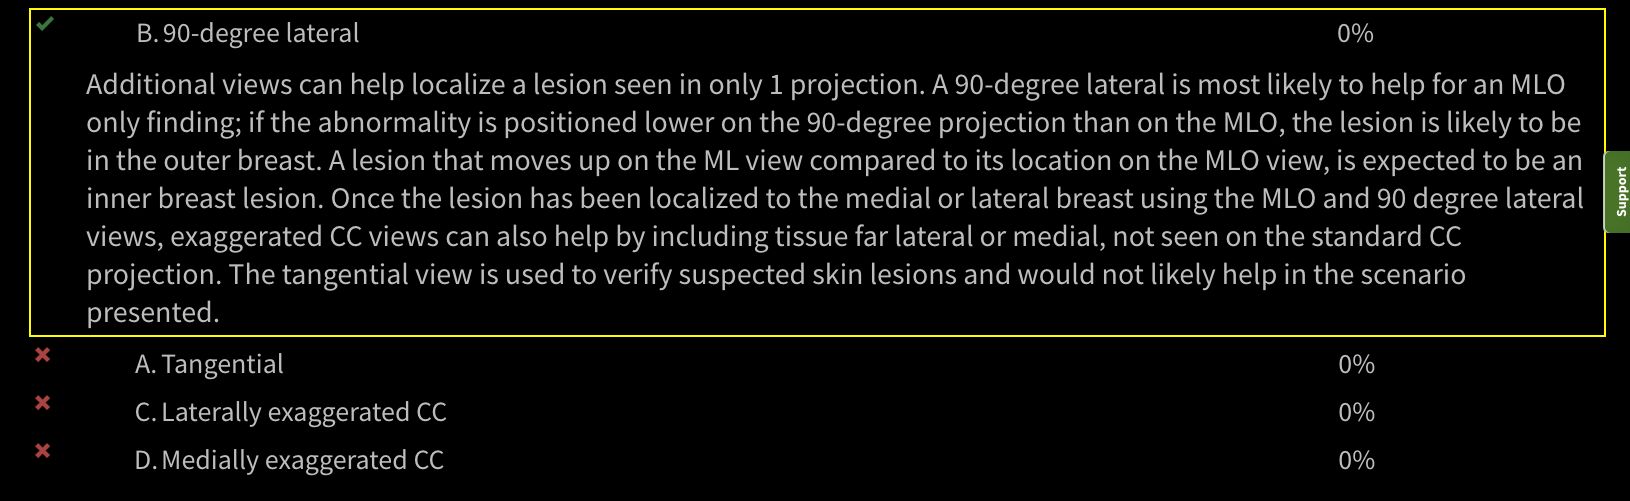 B. 90-degree lateral 0%
Additional views can help localize a lesion seen in only 1 projection. A 90-degree lateral is most likely to help for an MLO
only finding; if the abnormality is positioned lower on the 90-degree projection than on the MLO, the lesion is likely to be
in the outer breast. A lesion that moves up on the ML view compared to its location on the MLO view, is expected to be an
inner breast lesion. Once the lesion has been localized to the medial or lateral breast using the MLO and 90 degree lateral
views, exaggerated CC views can also help by including tissue far lateral or medial, not seen on the standard CC
projection. The tangential view is used to verify suspected skin lesions and would not likely help in the scenario
presented.
A. Tangential 0%
C. Laterally exaggerated CC 0%
D. Medially exaggerated CC 0%
Support